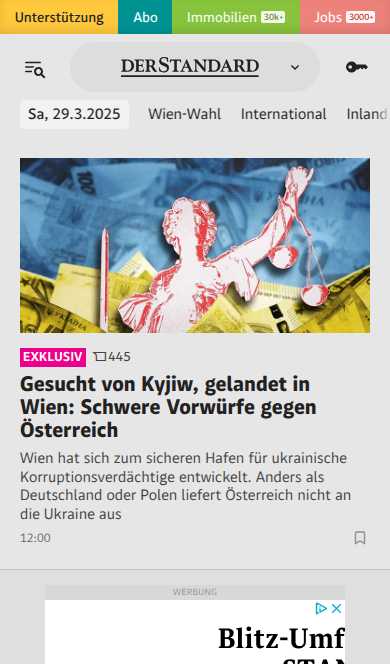 Unterstützung Abo Immobilien 30k+ Jobs 3000+
DERSTANDARD
Sa, 29.3.2025 Wien-Wahl International Inland
EXKLUSIV 445
Gesucht von Kyjiw, gelandet in
Wien: Schwere Vorwürfe gegen
Österreich
Wien hat sich zum sicheren Hafen für ukrainische
Korruptionsverdächtige entwickelt. Anders als
Deutschland oder Polen liefert Österreich nicht an
die Ukraine aus
12:00
WERBUNG
Blitz-Umf